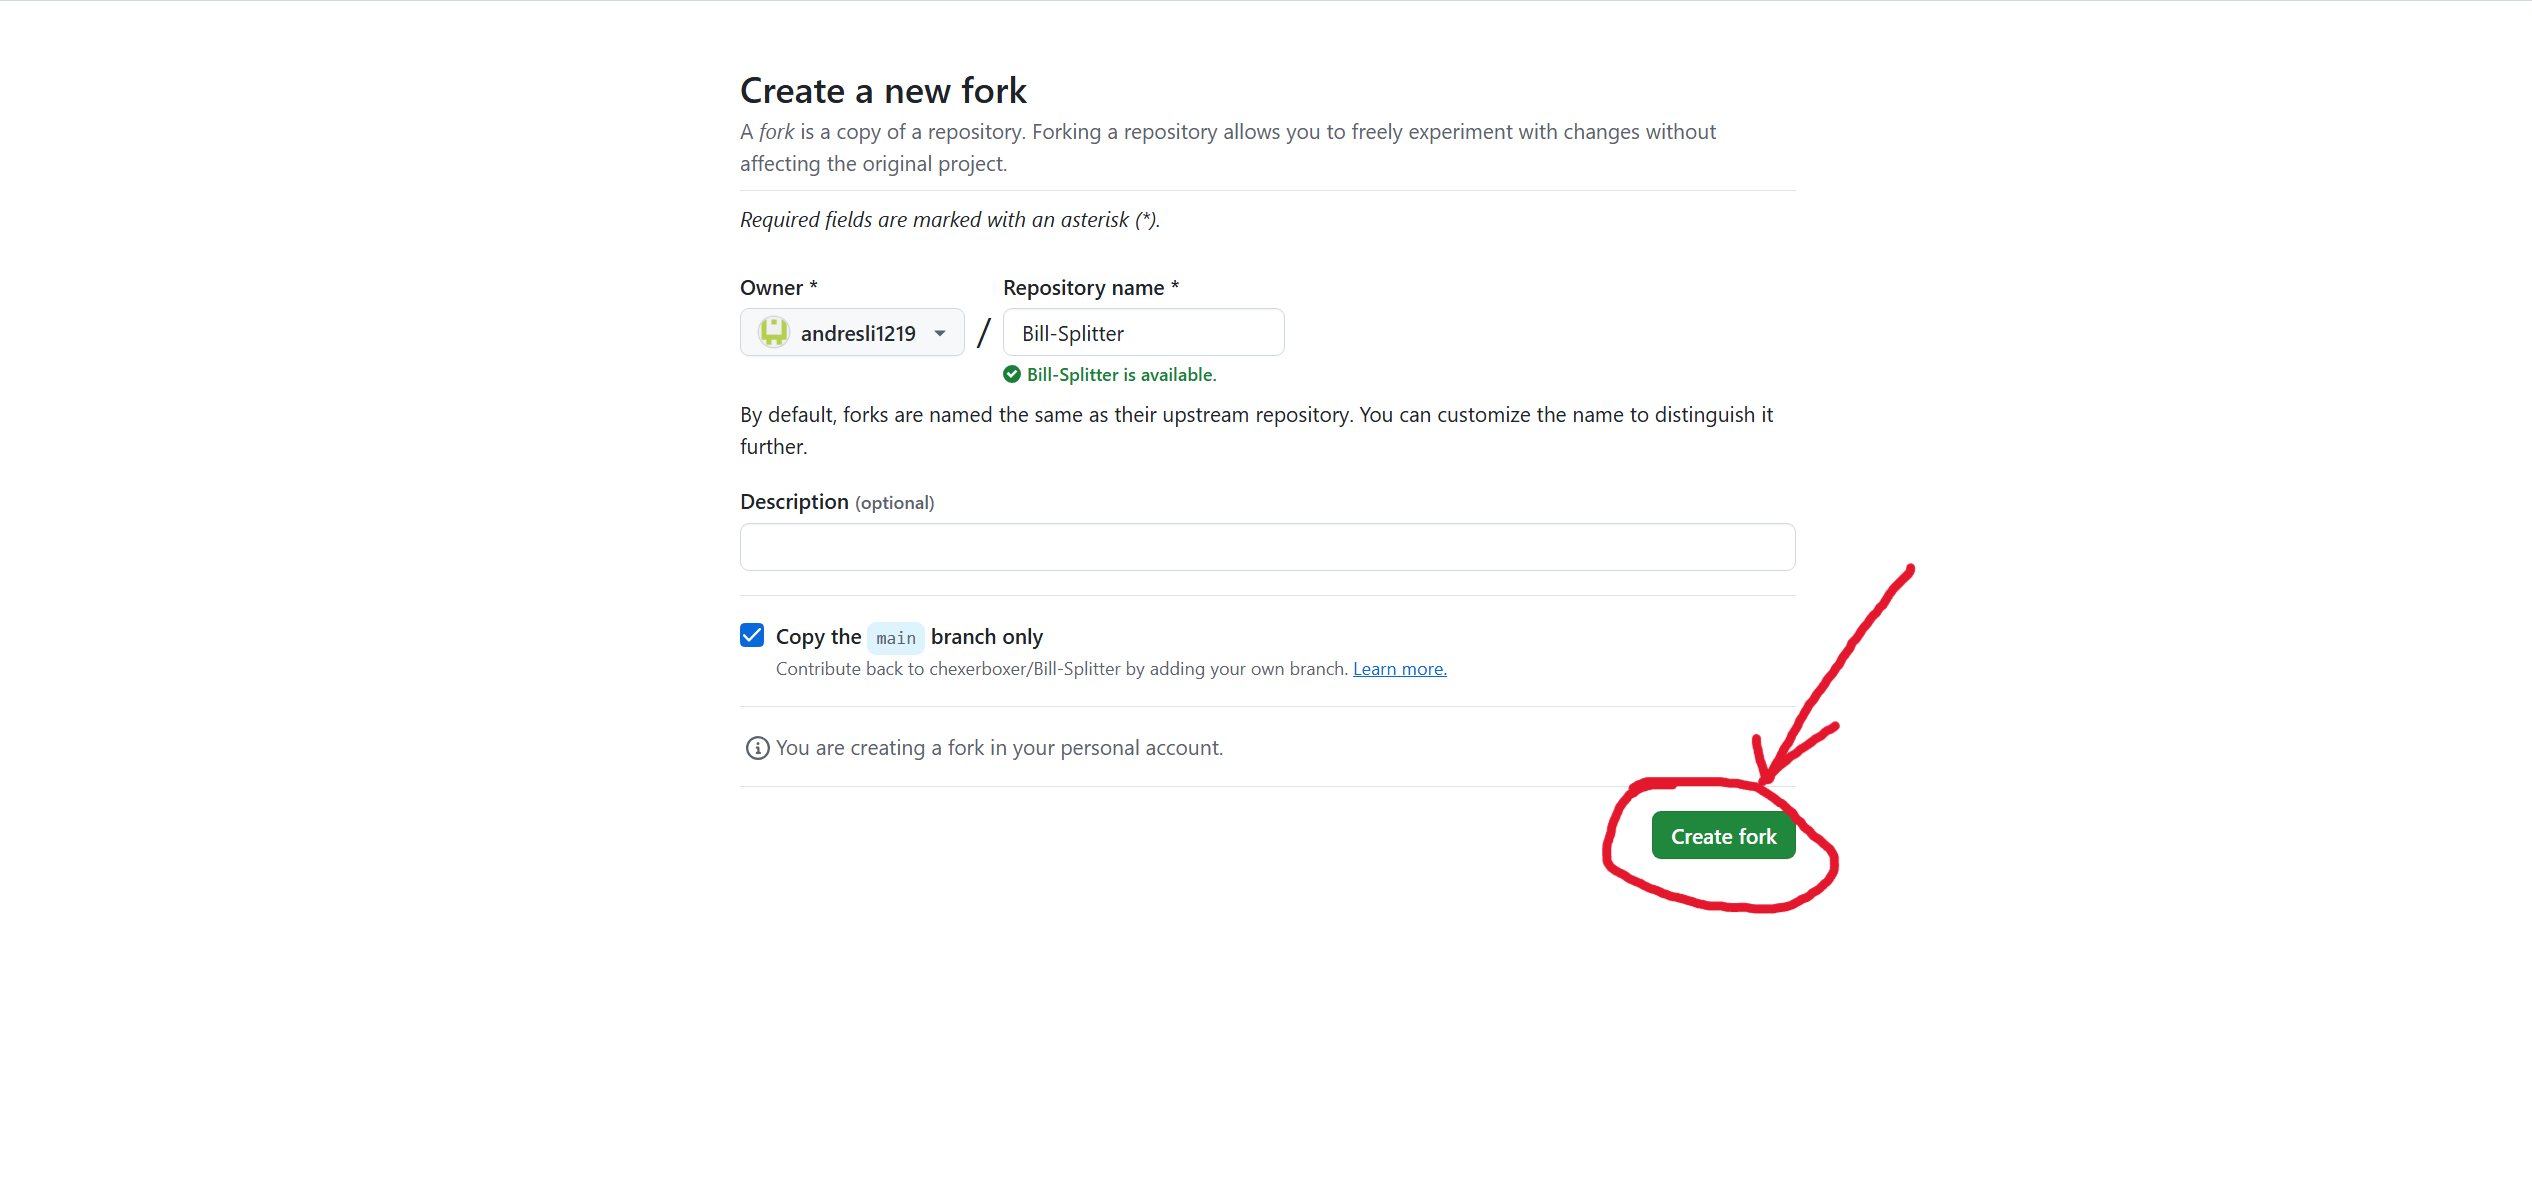 Create a new fork
A fork is a copy of a repository. Forking a repository allows you to freely experiment with changes without
affecting the original project.
Required fields are marked with an asterisk (*).
Owner * Repository name *
andresli1219 / Bill-Splitter
Bill-Splitter is available.
By default, forks are named the same as their upstream repository. You can customize the name to distinguish it
further.
Description (optional)
Copy the main branch only
Contribute back to chexerboxer/Bill-Splitter by adding your own branch. Learn more.
You are creating a fork in your personal account.
Create fork